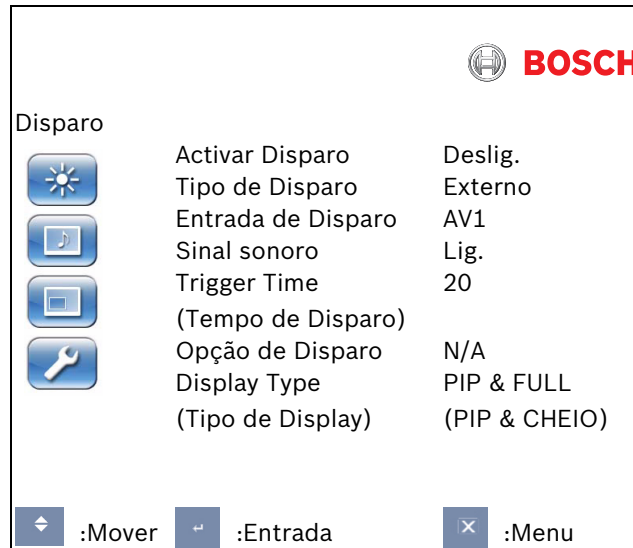 BOSCH
Disparo
Activar Disparo Deslig.
Tipo de Disparo Externo
Entrada de Disparo AV1
Sinal sonoro Lig.
Trigger Time 20
(Tempo de Disparo)
Opção de Disparo N/A
Display Type PIP & FULL
(Tipo de Display) (PIP & CHEIO)
:Mover :Entrada :Menu